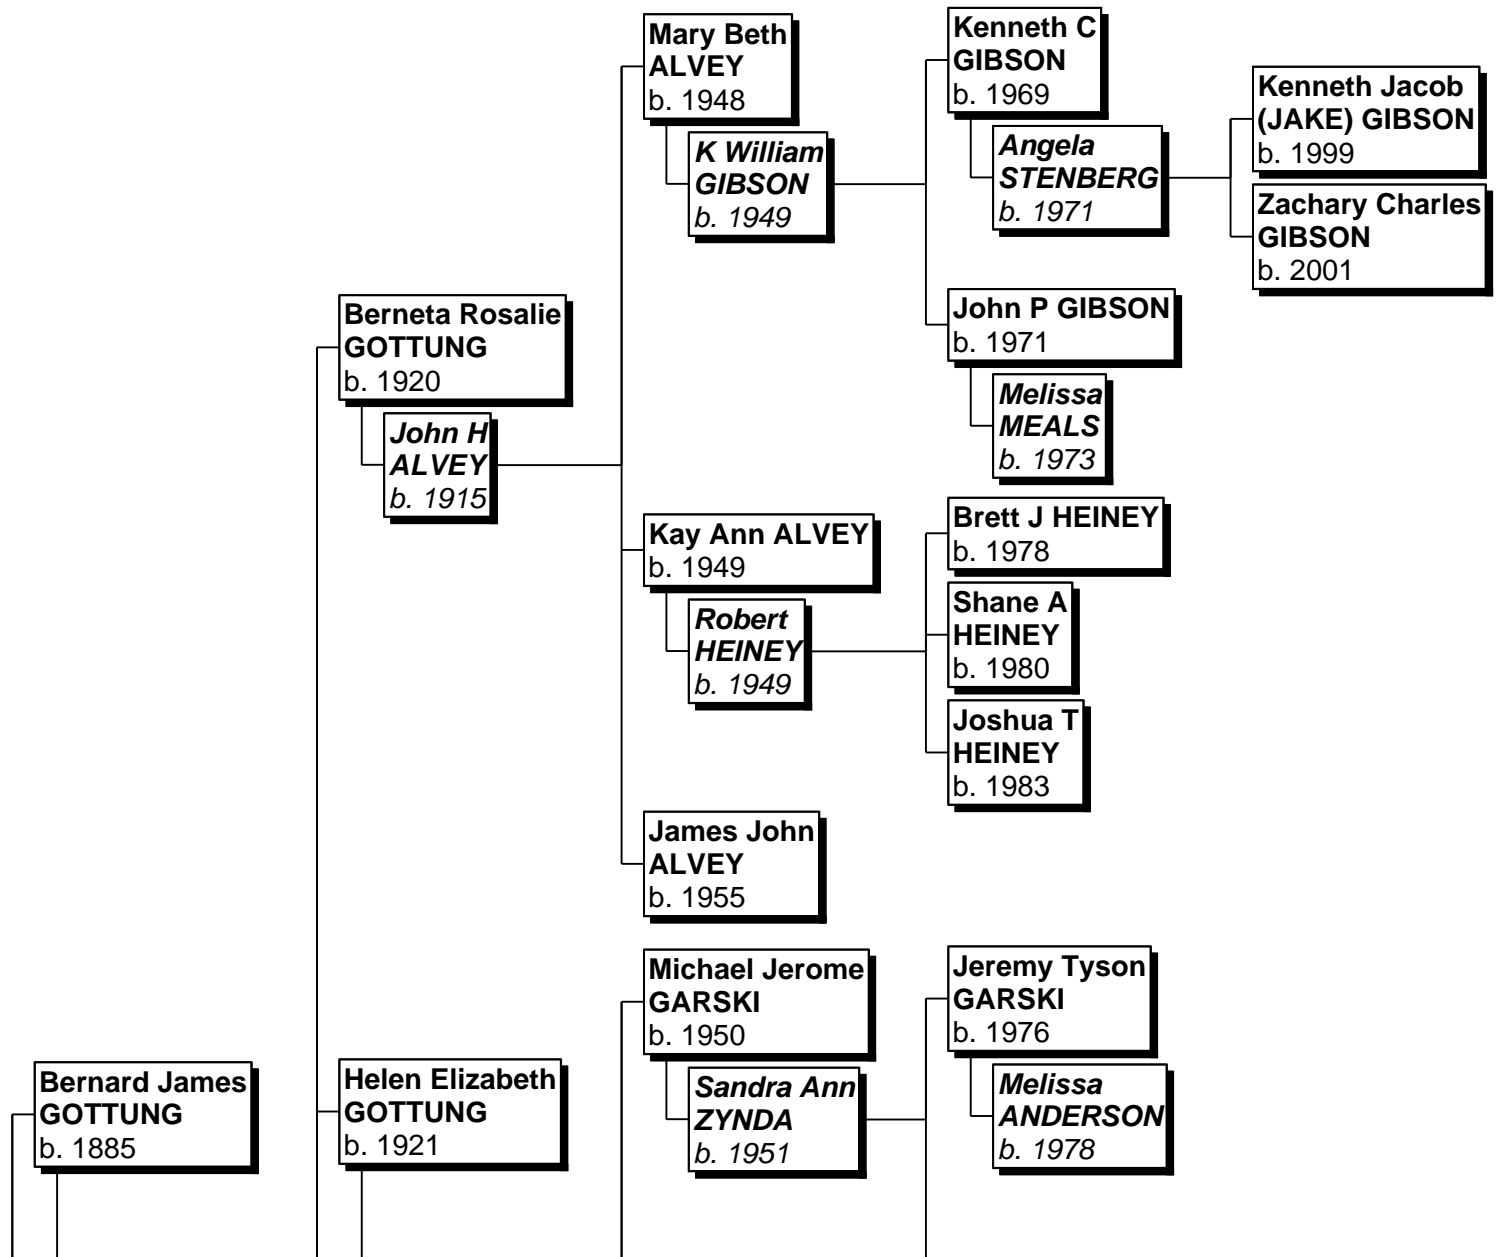 Mary Beth
ALVEY
b. 1948
K William
GIBSON
b. 1949
Kenneth C
GIBSON
b. 1969
Angela
STENBERG
b. 1971
Kenneth Jacob
(JAKE) GIBSON
b. 1999
Zachary Charles
GIBSON
b. 2001
Berneta Rosalie
GOTTUNG
b. 1920
John H
ALVEY
b. 1915
John P GIBSON
b. 1971
Melissa
MEALS
b. 1973
Kay Ann ALVEY
b. 1949
Robert
HEINEY
b. 1949
Brett J HEINEY
b. 1978
Shane A
HEINEY
b. 1980
Joshua T
HEINEY
b. 1983
James John
ALVEY
b. 1955
Michael Jerome
GARSKI
b. 1950
Sandra Ann
ZYNDA
b. 1951
Jeremy Tyson
GARSKI
b. 1976
Melissa
ANDERSON
b. 1978
Bernard James
GOTTUNG
b. 1885
Helen Elizabeth
GOTTUNG
b. 1921